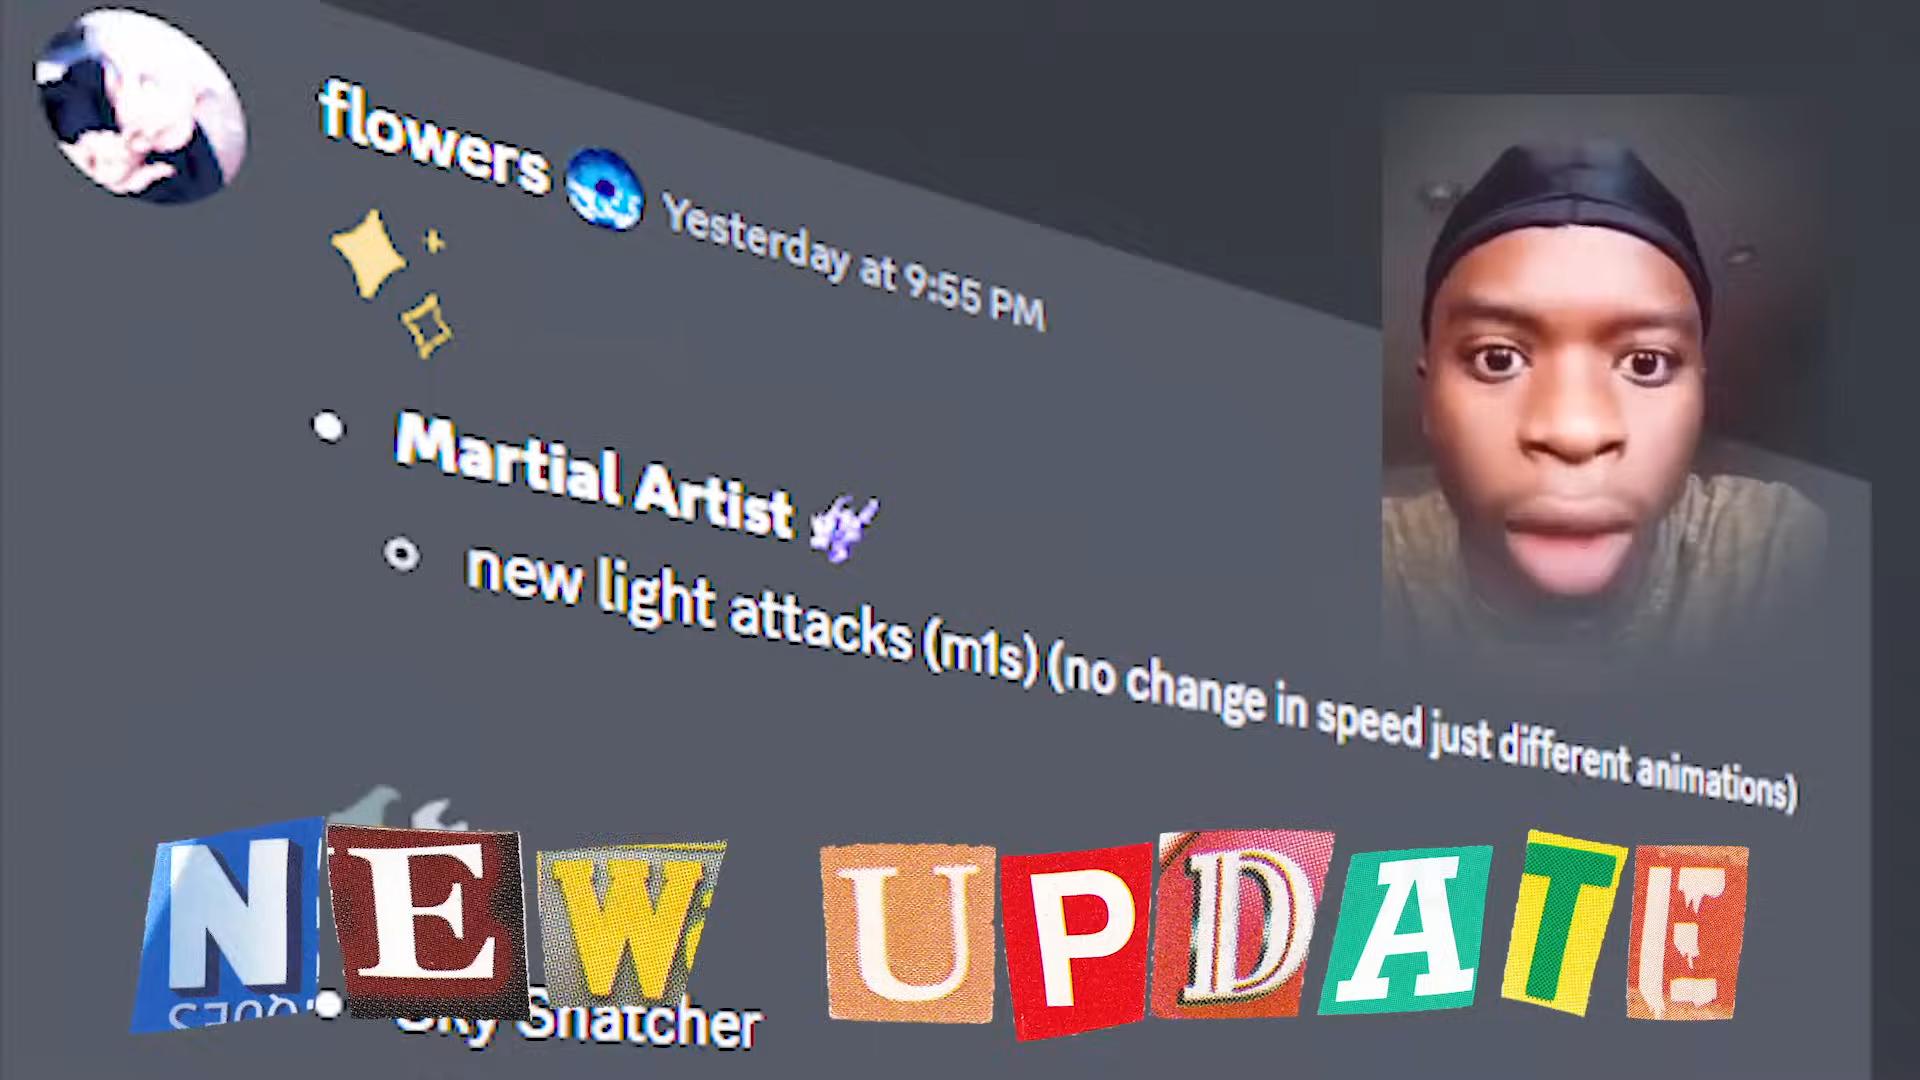 flowers Yesterday at 9:55 PM
Martial Artist
new light attacks (m1s) (no change in speed just different animations)
NEW UPDATE
Sky Snatcher